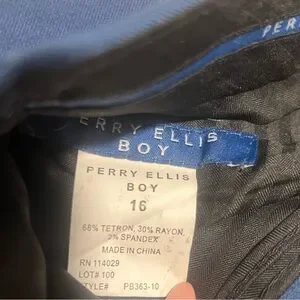 PER
PERRY ELLIS
BOY
PERRY ELLIS
BOY
16
68% TETRON, 30% RAYON,
2% SPANDEX
MADE IN CHINA
RN 114029
LOT# 100
STYLE# PB363-10